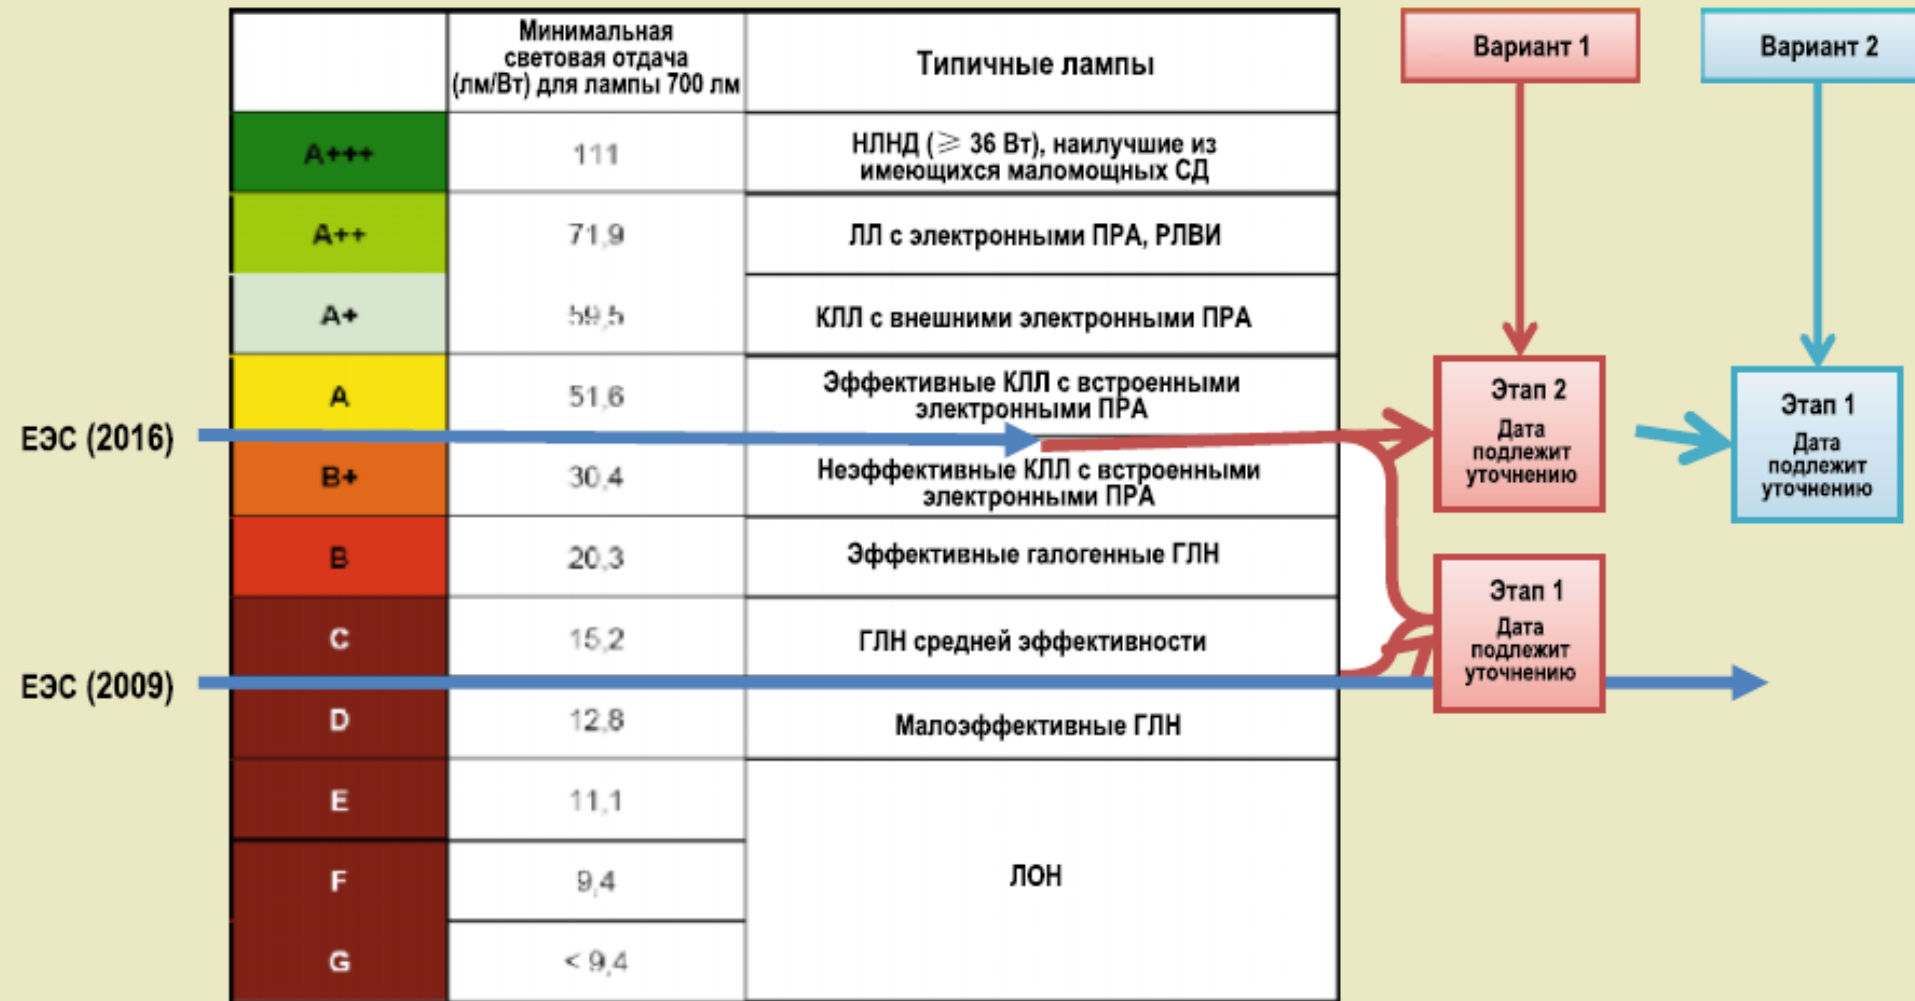 Минимальная
световая отдача
(лм/Вт) для лампы 700 лм
Типичные лампы
Вариант 1
Вариант 2
A+++
111
НЛНД (≥ 36 Вт), наилучшие из
имеющихся маломощных СД
A++
71,9
ЛЛ с электронными ПРА, РЛВИ
A+
59,5
КЛЛ с внешними электронными ПРА
A
51,6
Эффективные КЛЛ с встроенными
электронными ПРА
ЕЭС (2016)
B+
30,4
Неэффективные КЛЛ с встроенными
электронными ПРА
Этап 2
Дата
подлежит
уточнению
Этап 1
Дата
подлежит
уточнению
B
20,3
Эффективные галогенные ГЛН
C
15,2
ГЛН средней эффективности
Этап 1
Дата
подлежит
уточнению
ЕЭС (2009)
D
12,8
Малоэффективные ГЛН
E
11,1
F
9,4
ЛОН
G
< 9,4